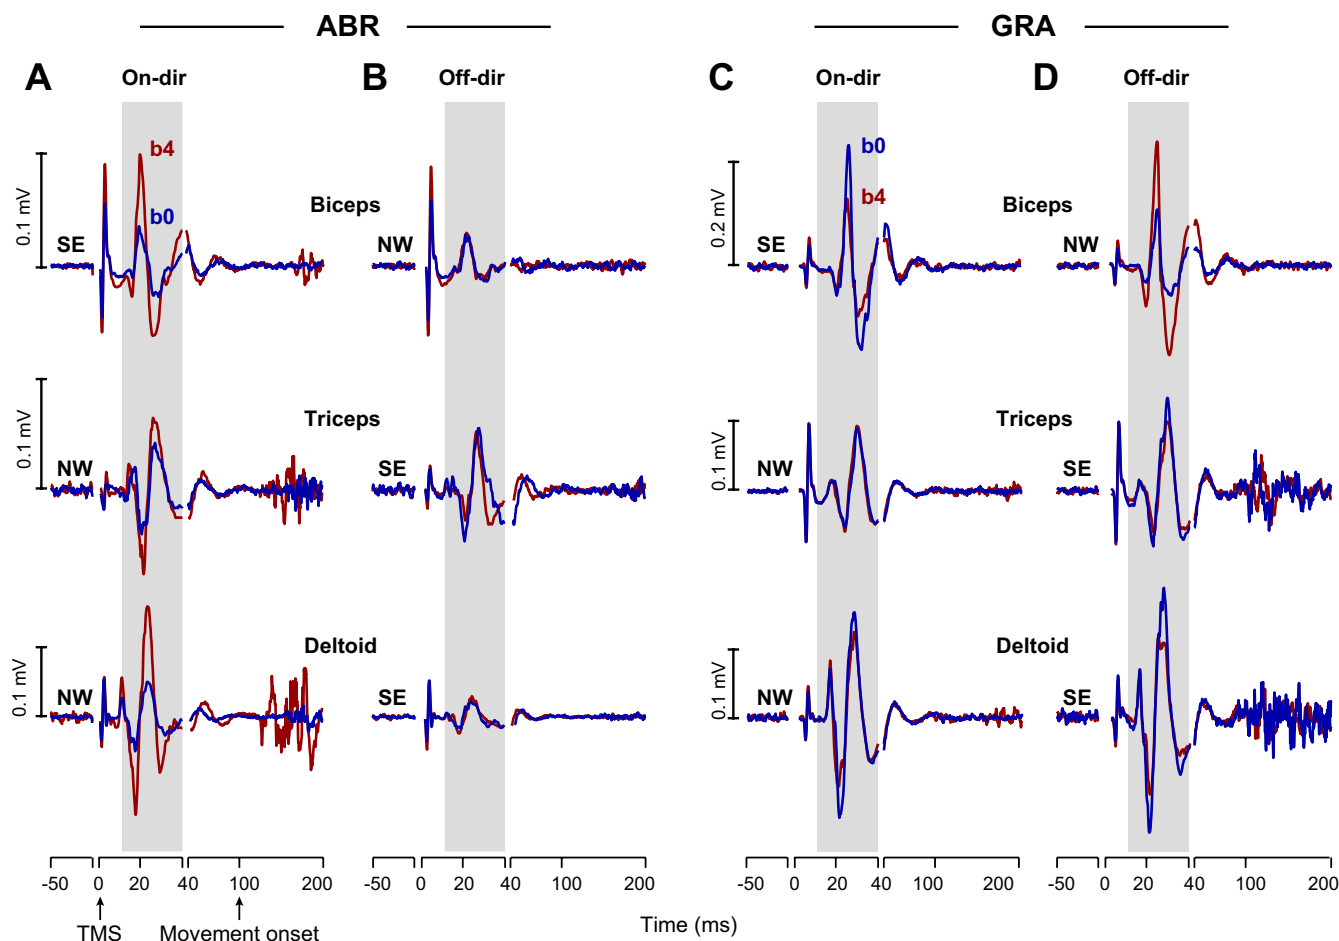 ABR GRA
A On-dir B Off-dir C On-dir D Off-dir
b4 b0
b0 b4
0.1 mV SE Biceps NW 0.2 mV SE Biceps NW
0.1 mV NW Triceps SE 0.1 mV NW Triceps SE
0.1 mV NW Deltoid SE 0.1 mV NW Deltoid SE
-50 0 20 40 100 200 -50 0 20 40 100 200 -50 0 20 40 100 200 -50 0 20 40 100 200
TMS Movement onset Time (ms)